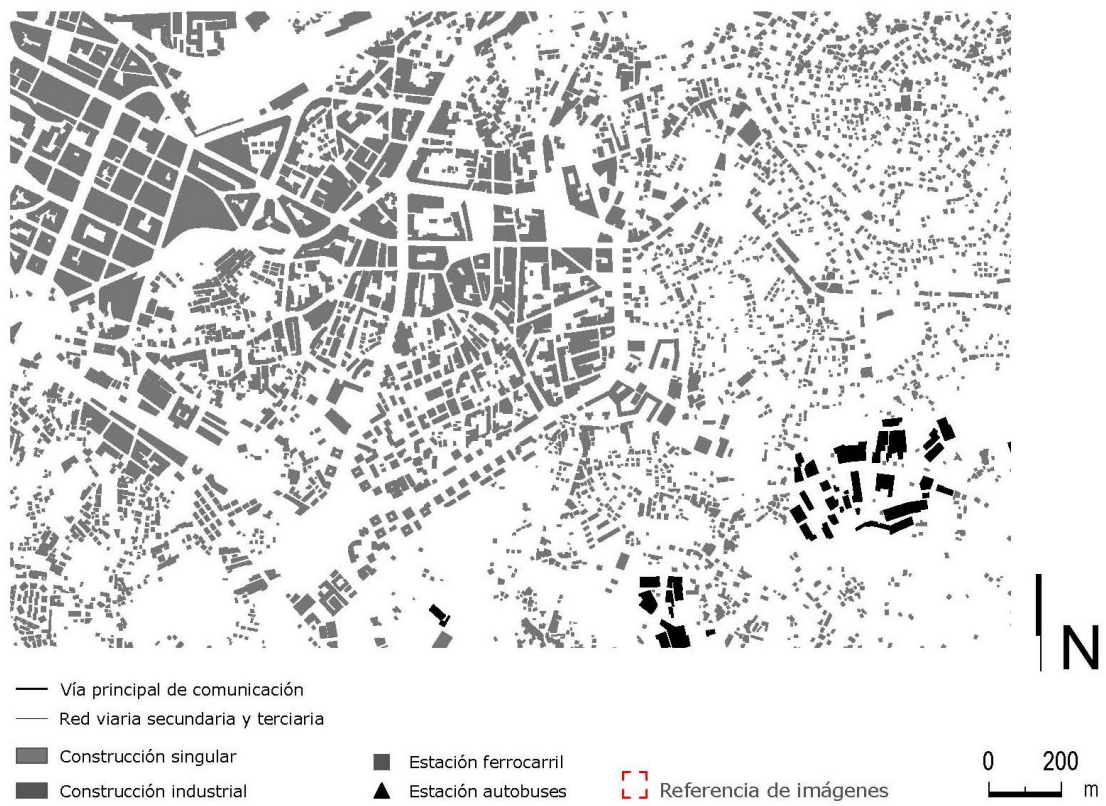 N
Vía principal de comunicación
Red viaria secundaria y terciaria
Construcción singular
Construcción industrial
Estación ferrocarril
Estación autobuses
Referencia de imágenes
0 200
m